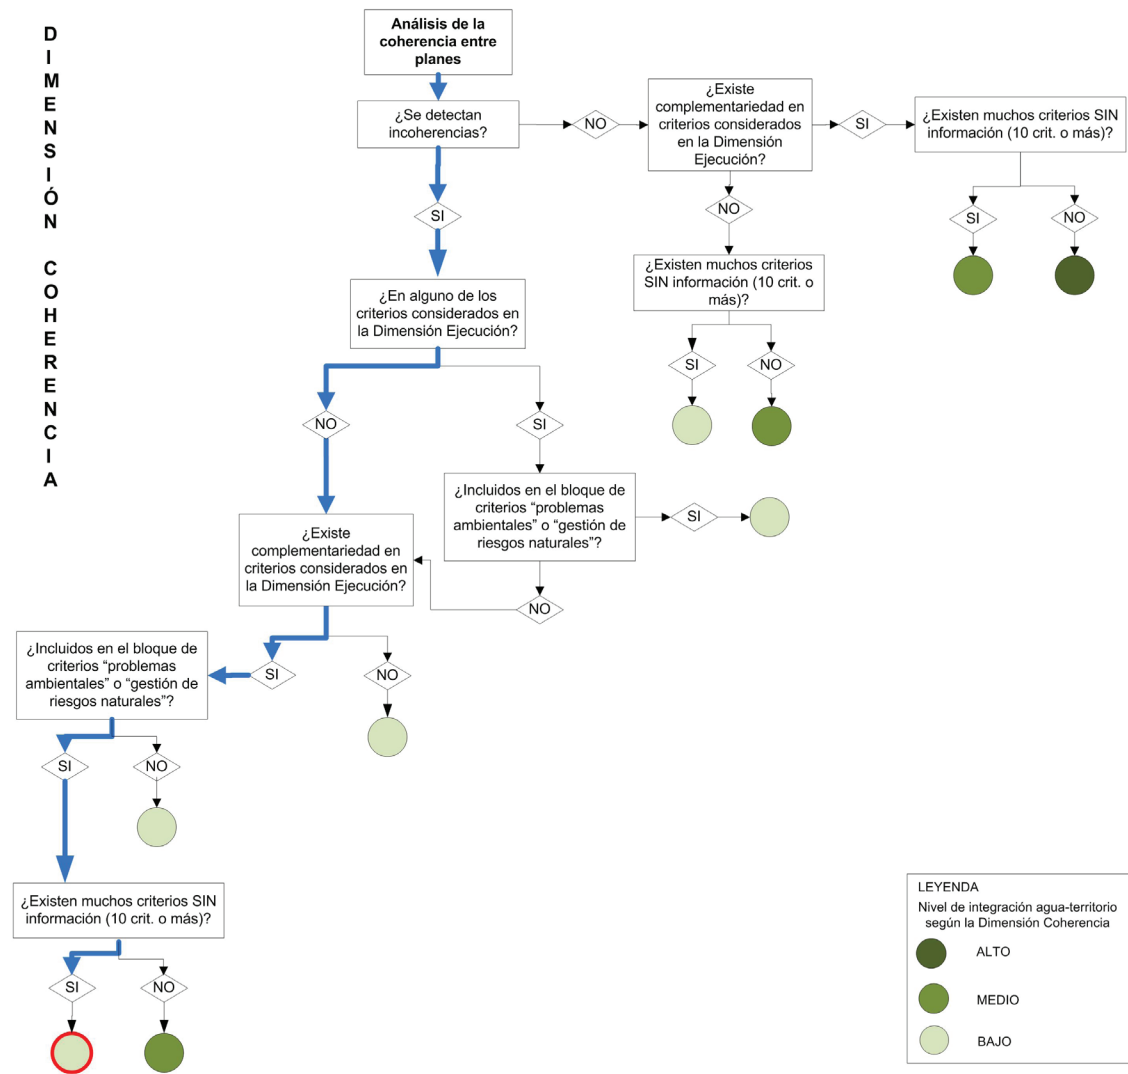 DIMENSIÓN COHERENCIA
Análisis de la
coherencia entre
planes
¿Se detectan
incoherencias?
NO
¿Existe
complementariedad en
criterios considerados
en la Dimensión
Ejecución?
SI
¿Existen muchos criterios SIN
información (10 crit. o más)?
SI
NO
SI
NO
¿Existen muchos criterios
SIN información (10 crit. o
más)?
SI
NO
¿En alguno de los
criterios considerados en
la Dimensión Ejecución?
NO
SI
¿Incluidos en el bloque de
criterios “problemas
ambientales” o “gestión de
riesgos naturales”?
SI
NO
¿Existe
complementariedad en
criterios considerados en
la Dimensión Ejecución?
SI
NO
¿Incluidos en el bloque de
criterios “problemas
ambientales” o “gestión de
riesgos naturales”?
SI
NO
¿Existen muchos criterios SIN
información (10 crit. o más)?
SI
NO
LEYENDA
Nivel de integración agua-territorio
según la Dimensión Coherencia
ALTO
MEDIO
BAJO